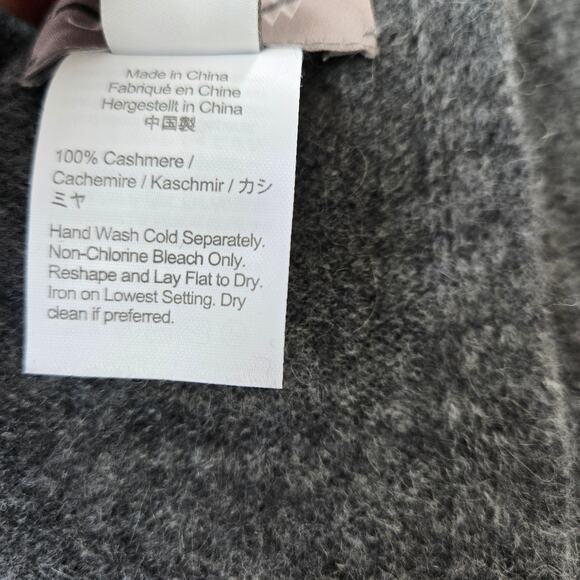 Made in China
Fabriqué en Chine
Hergestellt in China
中国製
100% Cashmere /
Cachemire / Kaschmir / カシ
ミヤ
Hand Wash Cold Separately.
Non-Chlorine Bleach Only.
Reshape and Lay Flat to Dry.
Iron on Lowest Setting. Dry
clean if preferred.